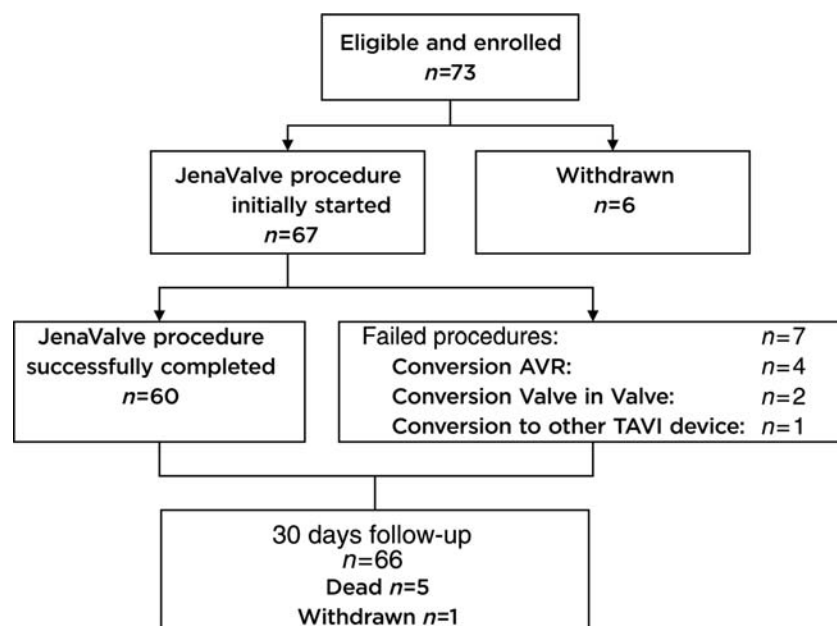 Eligible and enrolled
n=73
JenaValve procedure
initially started
n=67
Withdrawn
n=6
JenaValve procedure
successfully completed
n=60
Failed procedures: n=7
Conversion AVR: n=4
Conversion Valve in Valve: n=2
Conversion to other TAVI device: n=1
30 days follow-up
n=66
Dead n=5
Withdrawn n=1